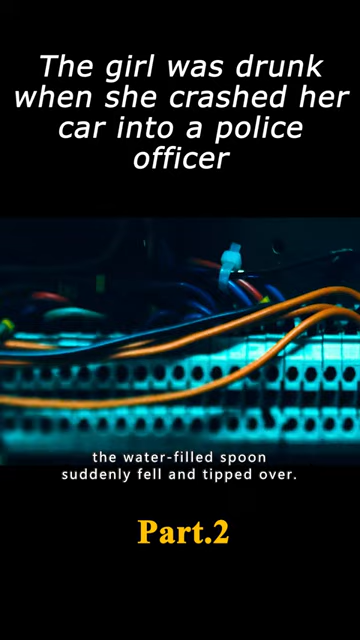 The girl was drunk
when she crashed her
car into a police
officer
the water-filled spoon
suddenly fell and tipped over.
Part.2